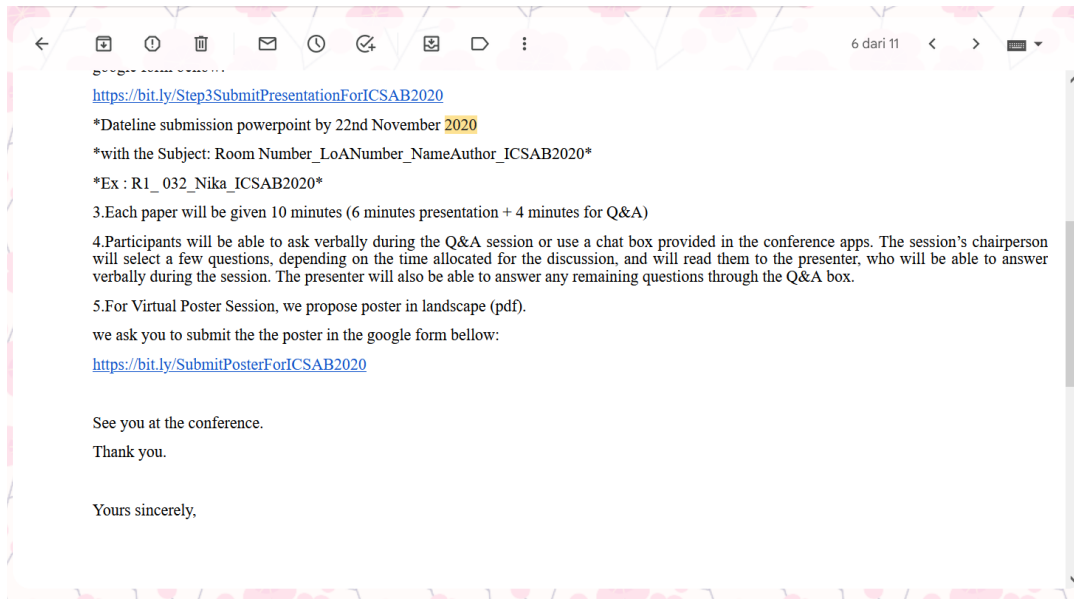 6 dari 11
https://bit.ly/Step3SubmitPresentationForICSAB2020
*Dateline submission powerpoint by 22nd November 2020
*with the Subject: Room Number_LoANumber_NameAuthor_ICSAB2020*
*Ex : R1_ 032_Nika_ICSAB2020*
3.Each paper will be given 10 minutes (6 minutes presentation + 4 minutes for Q&A)
4.Participants will be able to ask verbally during the Q&A session or use a chat box provided in the conference apps. The session's chairperson
will select a few questions, depending on the time allocated for the discussion, and will read them to the presenter, who will be able to answer
verbally during the session. The presenter will also be able to answer any remaining questions through the Q&A box.
5.For Virtual Poster Session, we propose poster in landscape (pdf).
we ask you to submit the the poster in the google form bellow:
https://bit.ly/SubmitPosterForICSAB2020
See you at the conference.
Thank you.
Yours sincerely,